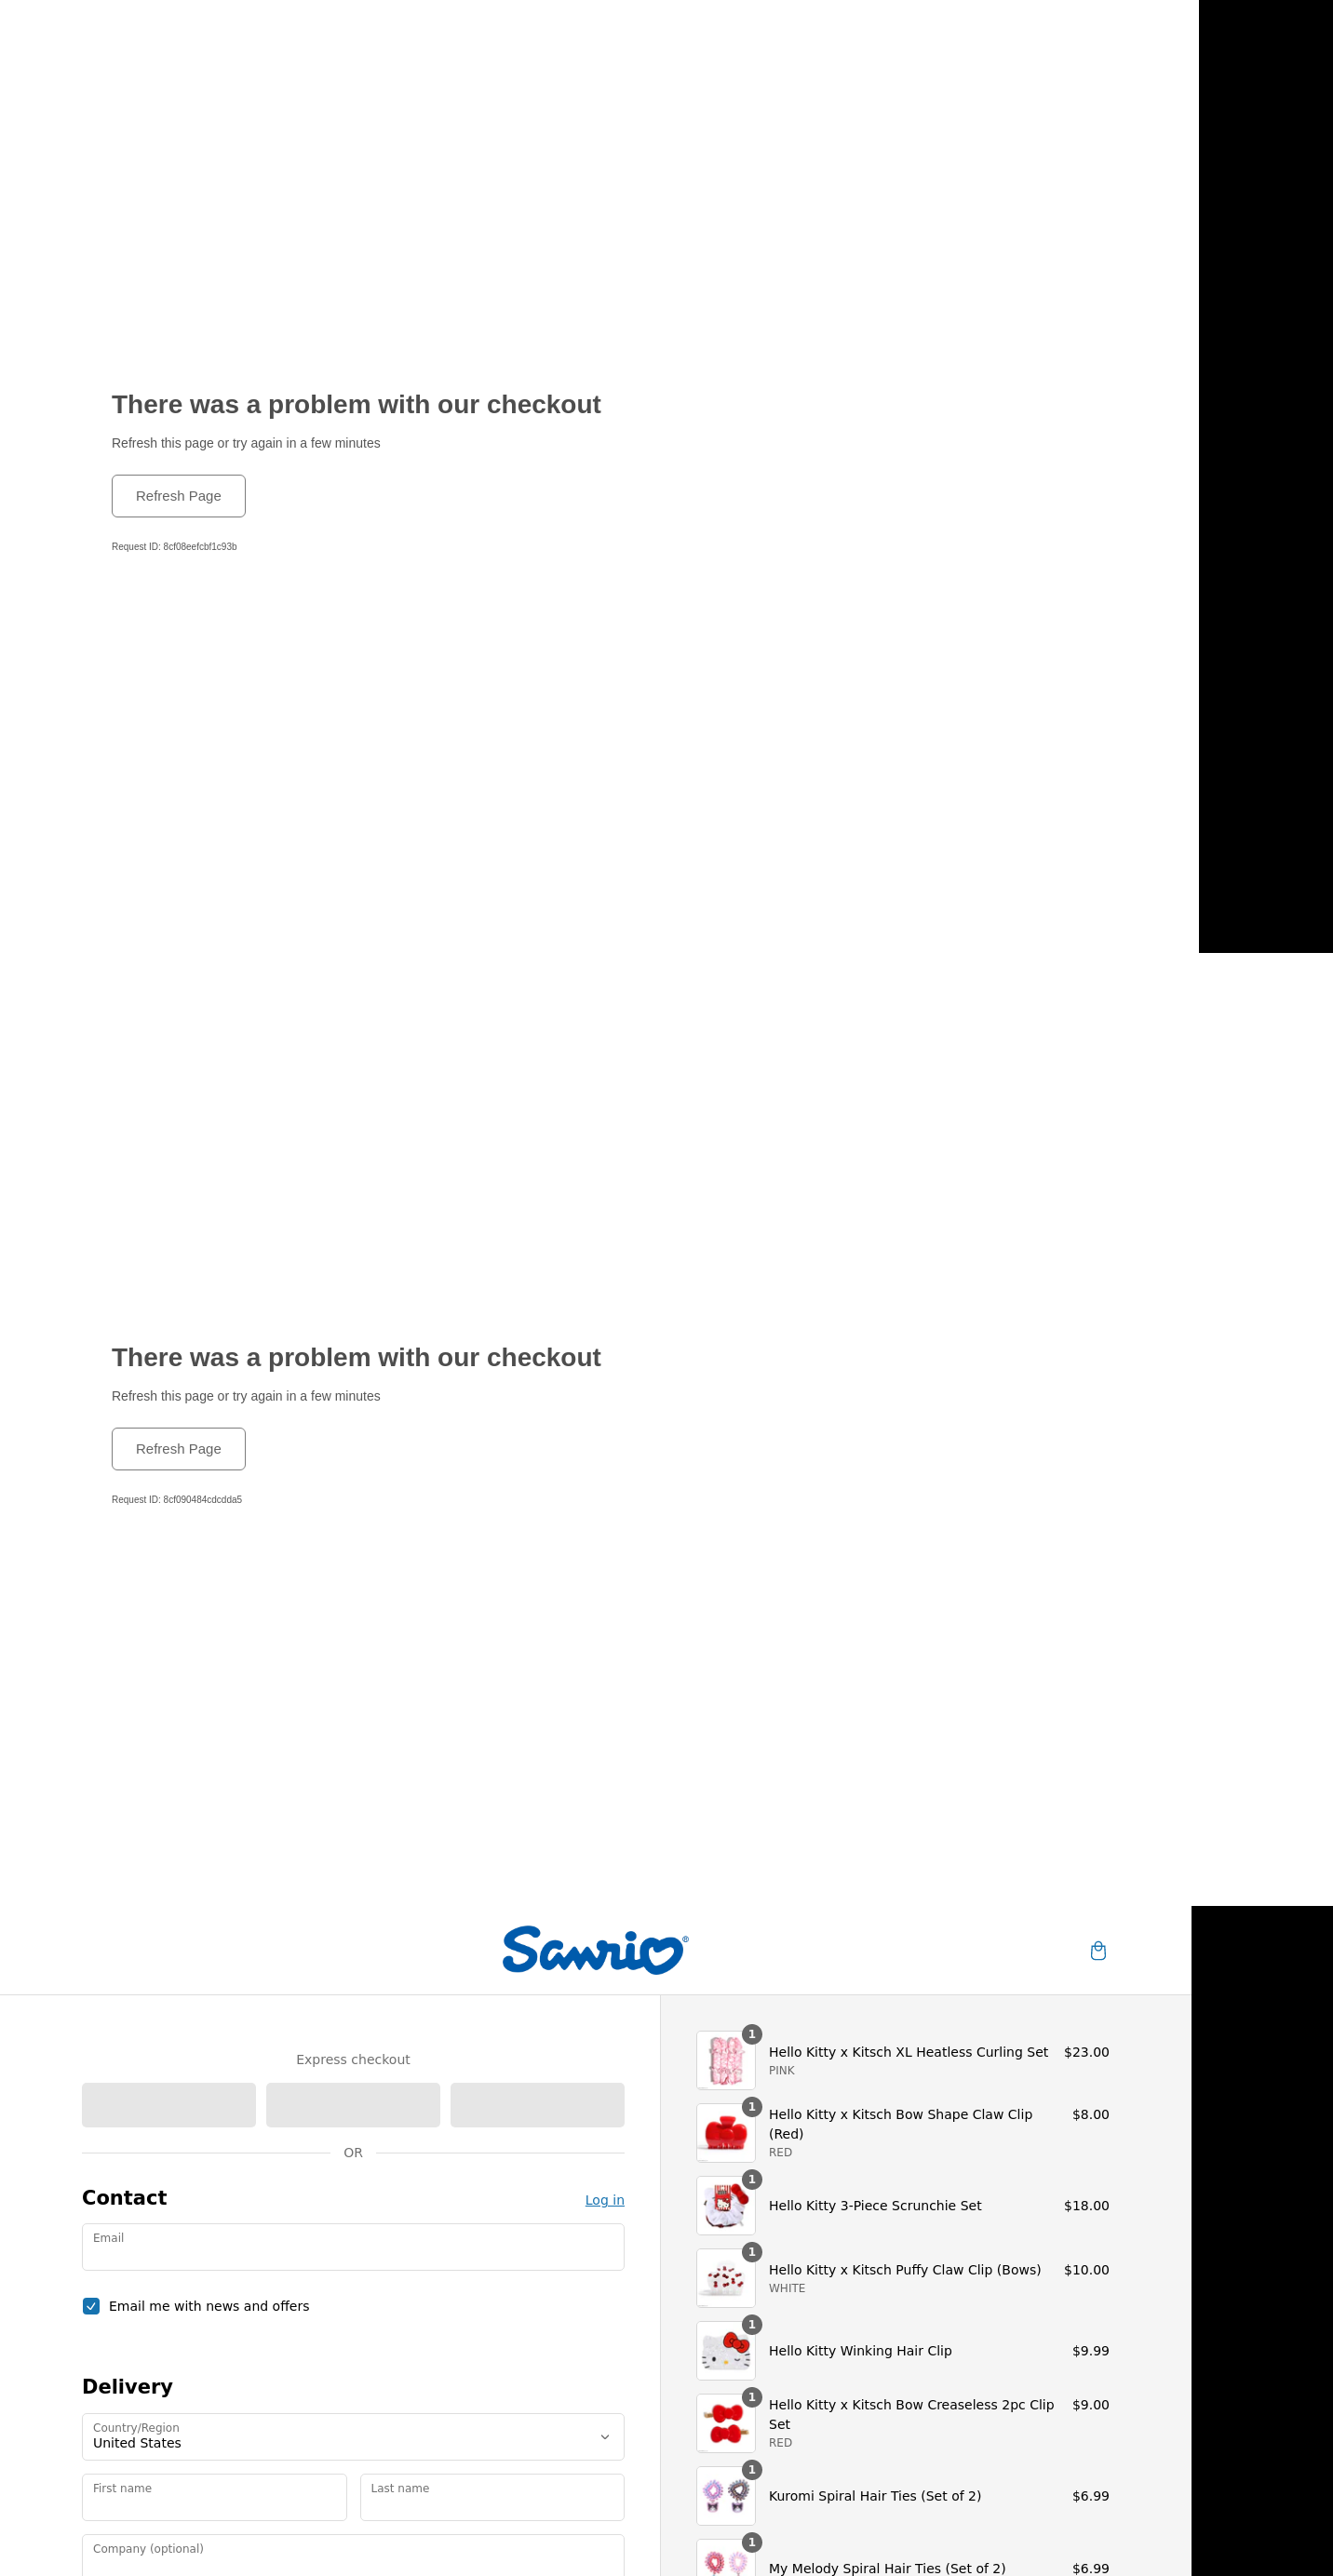 There was a problem with our checkout
Refresh this page or try again in a few minutes
Refresh Page
Request ID: 8cf08eefcbf1c93b
There was a problem with our checkout
Refresh this page or try again in a few minutes
Refresh Page
Request ID: 8cf090484cdcdda5
Sanrio®
Express checkout
OR
Contact
Log in
Email
Email me with news and offers
Delivery
Country/Region
United States
First name
Last name
Company (optional)
1
Hello Kitty x Kitsch XL Heatless Curling Set $23.00
PINK
1
Hello Kitty x Kitsch Bow Shape Claw Clip $8.00
(Red)
RED
1
Hello Kitty 3-Piece Scrunchie Set $18.00
1
Hello Kitty x Kitsch Puffy Claw Clip (Bows) $10.00
WHITE
1
Hello Kitty Winking Hair Clip $9.99
1
Hello Kitty x Kitsch Bow Creaseless 2pc Clip $9.00
Set
RED
1
Kuromi Spiral Hair Ties (Set of 2) $6.99
1
My Melody Spiral Hair Ties (Set of 2) $6.99